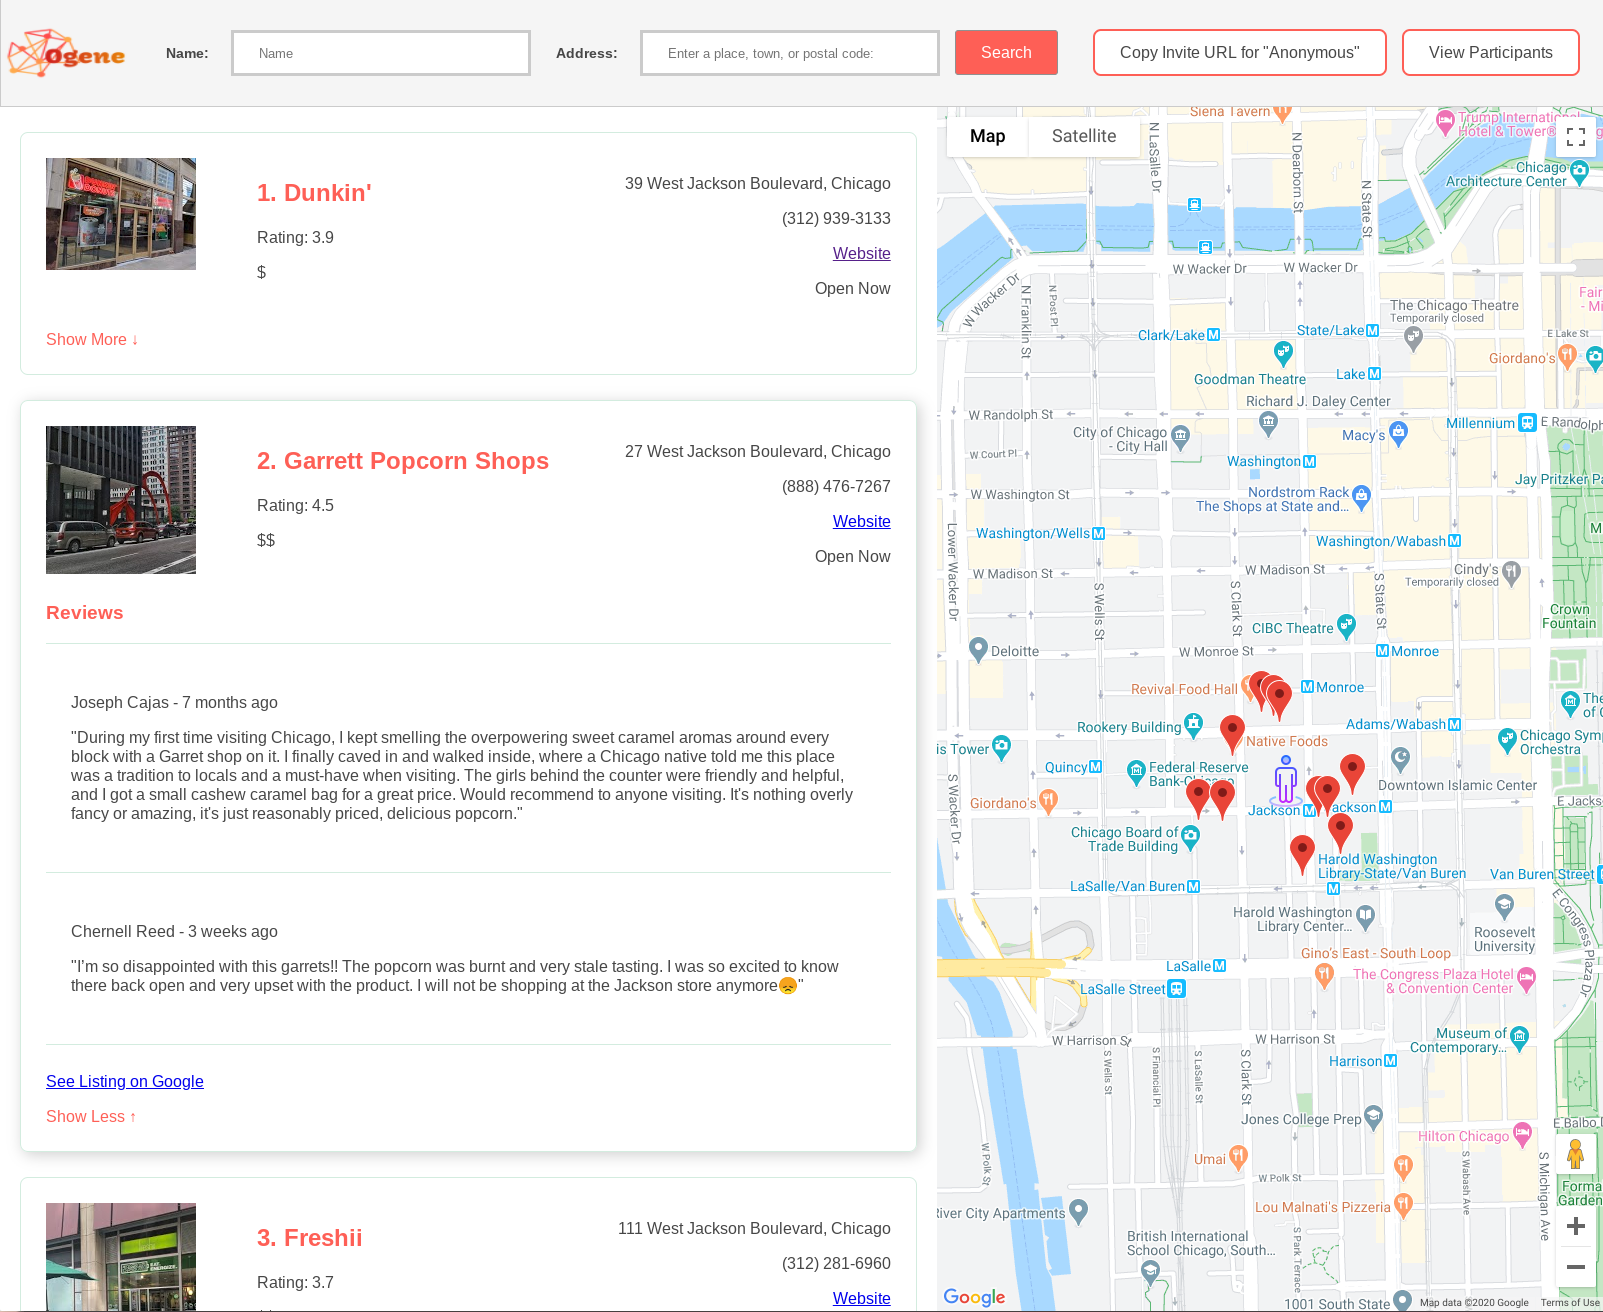 Ogene
Name:
Name
Address:
Enter a place, town, or postal code:
Search
Copy Invite URL for "Anonymous"
View Participants
1. Dunkin'
Rating: 3.9
$
39 West Jackson Boulevard, Chicago
(312) 939-3133
Website
Open Now
Show More ↓
2. Garrett Popcorn Shops
Rating: 4.5
$$
27 West Jackson Boulevard, Chicago
(888) 476-7267
Website
Open Now
Reviews
Joseph Cajas - 7 months ago
"During my first time visiting Chicago, I kept smelling the overpowering sweet caramel aromas around every
block with a Garret shop on it. I finally caved in and walked inside, where a Chicago native told me this place
was a tradition to locals and a must-have when visiting. The girls behind the counter were friendly and helpful,
and I got a small cashew caramel bag for a great price. Would recommend to anyone visiting. It's nothing overly
fancy or amazing, it's just reasonably priced, delicious popcorn."
Chernell Reed - 3 weeks ago
"I'm so disappointed with this garrets!! The popcorn was burnt and very stale tasting. I was so excited to know
there back open and very upset with the product. I will not be shopping at the Jackson store anymore😞"
See Listing on Google
Show Less ↑
3. Freshii
Rating: 3.7
111 West Jackson Boulevard, Chicago
(312) 281-6960
Website
Map
Satellite
Siena Tavern
N LaSalle Dr
N Dearborn St
N State St
Trump International
Hotel & Tower®
Chicago
Architecture Center
W Wacker Dr
W Wacker Dr
W Wacker Dr
N Franklin St
N Post Pl
The Chicago Theatre
Temporarily closed
Fair
- Mi
Clark/Lake
State/Lake
E Lake St
Giordano's
Goodman Theatre
Lake
Richard J. Daley Center
W Randolph St
City of Chicago
- City Hall
Macy's
Millennium
E Randolph
W Court Pl
Washington
Jay Pritzker Pa
W Washington St
Nordstrom Rack
The Shops at State and...
Washington/Wells
Washington/Wabash
Lower Wacker Dr
W Madison St
W Madison St
Cindy's
Temporarily closed
S Wells St
S Clark St
S State St
Crown
Fountain
CIBC Theatre
Deloitte
W Monroe St
Monroe
Revival Food Hall
Monroe
The
of C
Rookery Building
Adams/Wabash
Native Foods
Chicago Symp
Orchestra
is Tower
Quincy
Federal Reserve
Bank-Chicago
S Wacker Dr
Downtown Islamic Center
Giordano's
Jackson
Jackson
E Jackso
Chicago Board of
Trade Building
Harold Washington
Library-State/Van Buren
LaSalle/Van Buren
Van Buren Street
Harold Washington
Library Center...
Roosevelt
University
E Congress Plaza Dr
Gino's East - South Loop
LaSalle
The Congress Plaza Hotel
& Convention Center
LaSalle Street
W Harrison St
W Harrison St
Museum of
Contemporary...
Harrison
S Wells St
S Financial Pl
S LaSalle St
S Clark St
Jones College Prep
E Balbo D
Hilton Chicago
W Polk St
Umai
S Wabash Ave
S Michigan Ave
W Polk St
Forma
Garden
Lou Malnati's Pizzeria
River City Apartments
British International
School Chicago, South...
S Park Terrace
Google
1001 South State
Map data ©2020 Google
Terms of Use